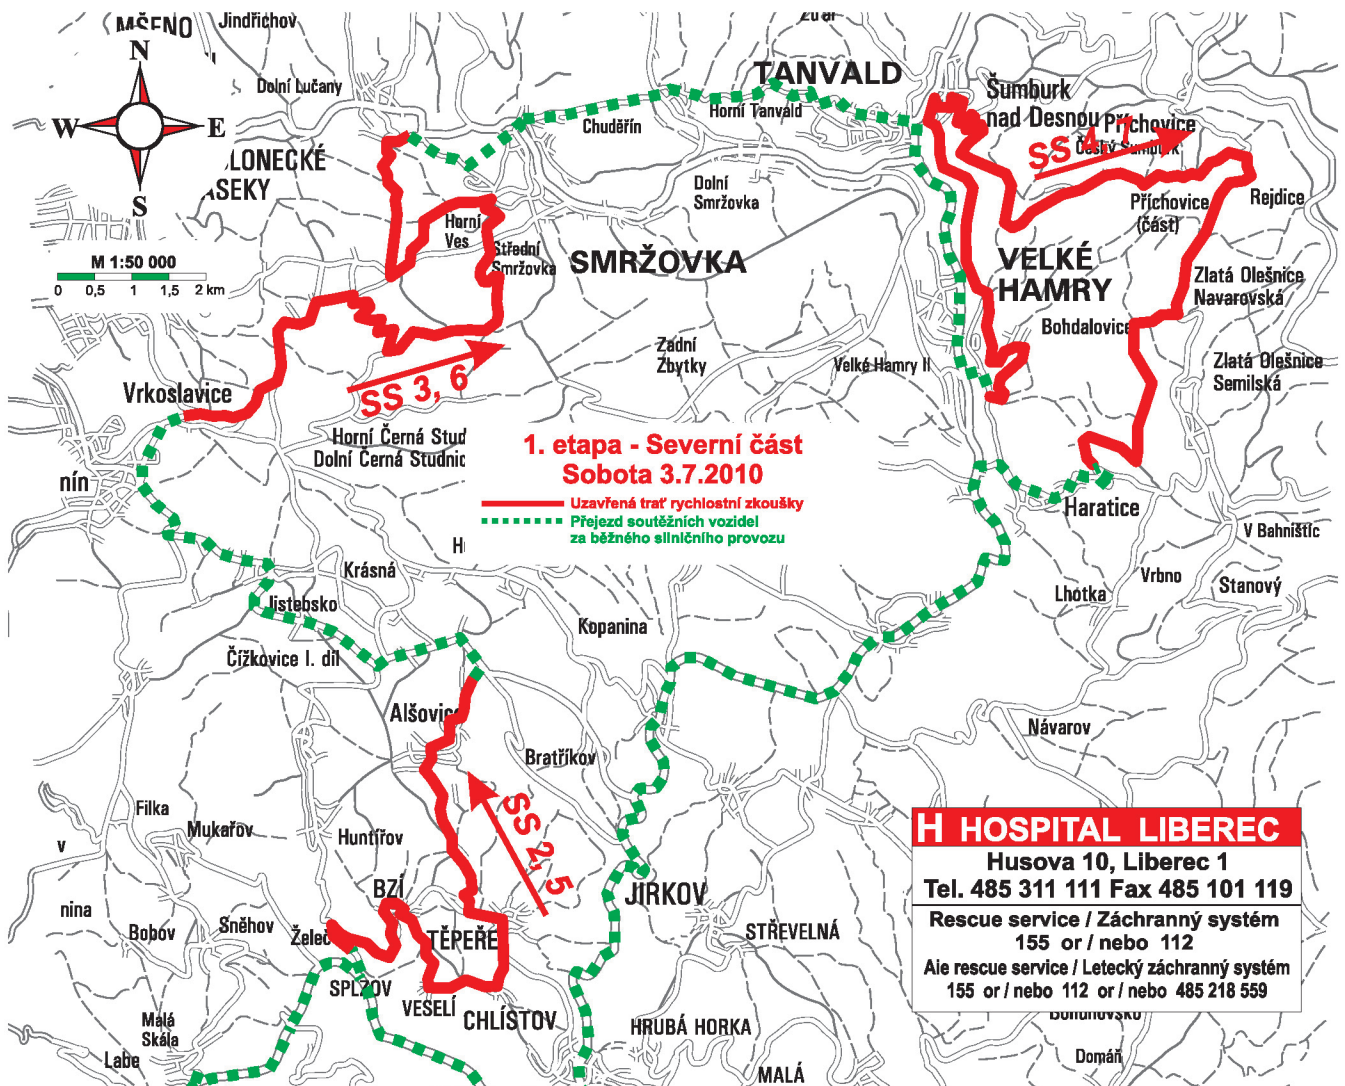 MŠENO
Jindřichov
N
W
E
S
Dolní Lučany
TANVALD
Horní Tanvald
Chuděřín
Šumburk
nad Desnou
Příchovice
Český Šumburk
SS 4, 7
LONECKÉ
ASEKY
Dolní
Smržovka
Příchovice
(část)
Rejdice
Horní
Ves
Střední
Smržovka
SMRŽOVKA
VELKÉ
HAMRY
M 1:50 000
0 0,5 1 1,5 2 km
Zlatá Olešnice
Navarovská
Bohdalovice
Zadní
Zbytky
Velké Hamry II
Zlatá Olešnice
Semilská
Vrkoslavice
SS 3, 6
Horní Černá Stud
Dolní Černá Studnic
nín
1. etapa - Severní část
Sobota 3.7.2010
Uzavřená trať rychlostní zkoušky
Přejezd soutěžních vozidel
za běžného silničního provozu
Haratice
V Bahništíc
Krásná
Jistebsko
Vrbno
Stanový
Lhotka
Kopanina
Čížkovice I. díl
Alšovice
Návarov
Bratříkov
SS 2, 5
Filka
Mukařov
Huntířov
v
BZÍ
JIRKOV
nina
Bobov
Sněhov
Želeč
TĚPEŘE
STŘEVELNÁ
SPLZOV
VESELÍ
CHLÍSTOV
HRUBÁ HORKA
Malá
Skála
Labe
MALÁ
Domáň
H HOSPITAL LIBEREC
Husova 10, Liberec 1
Tel. 485 311 111 Fax 485 101 119
Rescue service / Záchranný systém
155 or / nebo 112
Aie rescue service / Letecký záchranný systém
155 or / nebo 112 or / nebo 485 218 559